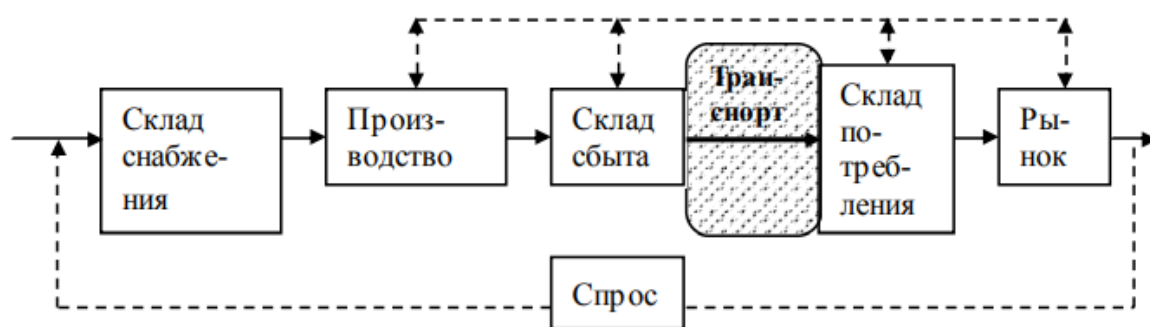 Склад
снабже-
ния
Произ-
водство
Склад
сбыта
Тран-
спорт
Склад
по-
треб-
ления
Ры-
нок
Спрос